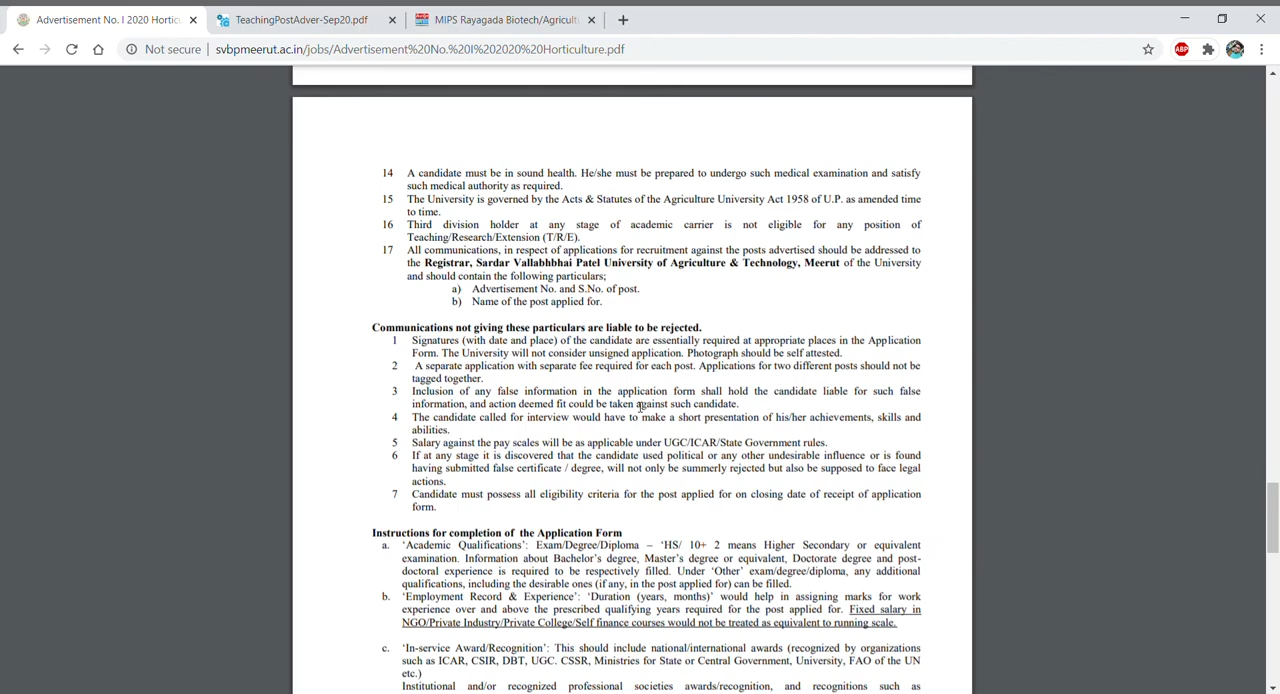 Advertisement No. I 2020 Horticu
TeachingPostAdver-Sep20.pdf
MIPS Rayagada Biotech/Agricultu
Not secure | svbpmeerut.ac.in/jobs/Advertisement%20No.%20I%202020%20Horticulture.pdf
ABP
14 A candidate must be in sound health. He/she must be prepared to undergo such medical examination and satisfy
such medical authority as required.
15 The University is governed by the Acts & Statutes of the Agriculture University Act 1958 of U.P. as amended time
to time.
16 Third division holder at any stage of academic carrier is not eligible for any position of
Teaching/Research/Extension (T/R/E).
17 All communications, in respect of applications for recruitment against the posts advertised should be addressed to
the Registrar, Sardar Vallabhbhai Patel University of Agriculture & Technology, Meerut of the University
and should contain the following particulars;
a) Advertisement No. and S.No. of post.
b) Name of the post applied for.
Communications not giving these particulars are liable to be rejected.
1 Signatures (with date and place) of the candidate are essentially required at appropriate places in the Application
Form. The University will not consider unsigned application. Photograph should be self attested.
2 A separate application with separate fee required for each post. Applications for two different posts should not be
tagged together.
3 Inclusion of any false information in the application form shall hold the candidate liable for such false
information, and action deemed fit could be taken against such candidate.
4 The candidate called for interview would have to make a short presentation of his/her achievements, skills and
abilities.
5 Salary against the pay scales will be as applicable under UGC/ICAR/State Government rules.
6 If at any stage it is discovered that the candidate used political or any other undesirable influence or is found
having submitted false certificate / degree, will not only be summerly rejected but also be supposed to face legal
actions.
7 Candidate must possess all eligibility criteria for the post applied for on closing date of receipt of application
form.
Instructions for completion of the Application Form
a. ‘Academic Qualifications’: Exam/Degree/Diploma – ‘HS/ 10+ 2 means Higher Secondary or equivalent
examination. Information about Bachelor’s degree, Master’s degree or equivalent, Doctorate degree and post-
doctoral experience is required to be respectively filled. Under ‘Other’ exam/degree/diploma, any additional
qualifications, including the desirable ones (if any, in the post applied for) can be filled.
b. ‘Employment Record & Experience’: ‘Duration (years, months)’ would help in assigning marks for work
experience over and above the prescribed qualifying years required for the post applied for. Fixed salary in
NGO/Private Industry/Private College/Self finance courses would not be treated as equivalent to running scale.
c. ‘In-service Award/Recognition’: This should include national/international awards (recognized by organizations
such as ICAR, CSIR, DBT, UGC. CSSR, Ministries for State or Central Government, University, FAO of the UN
etc.)
Institutional and/or recognized professional societies awards/recognition, and recognitions such as